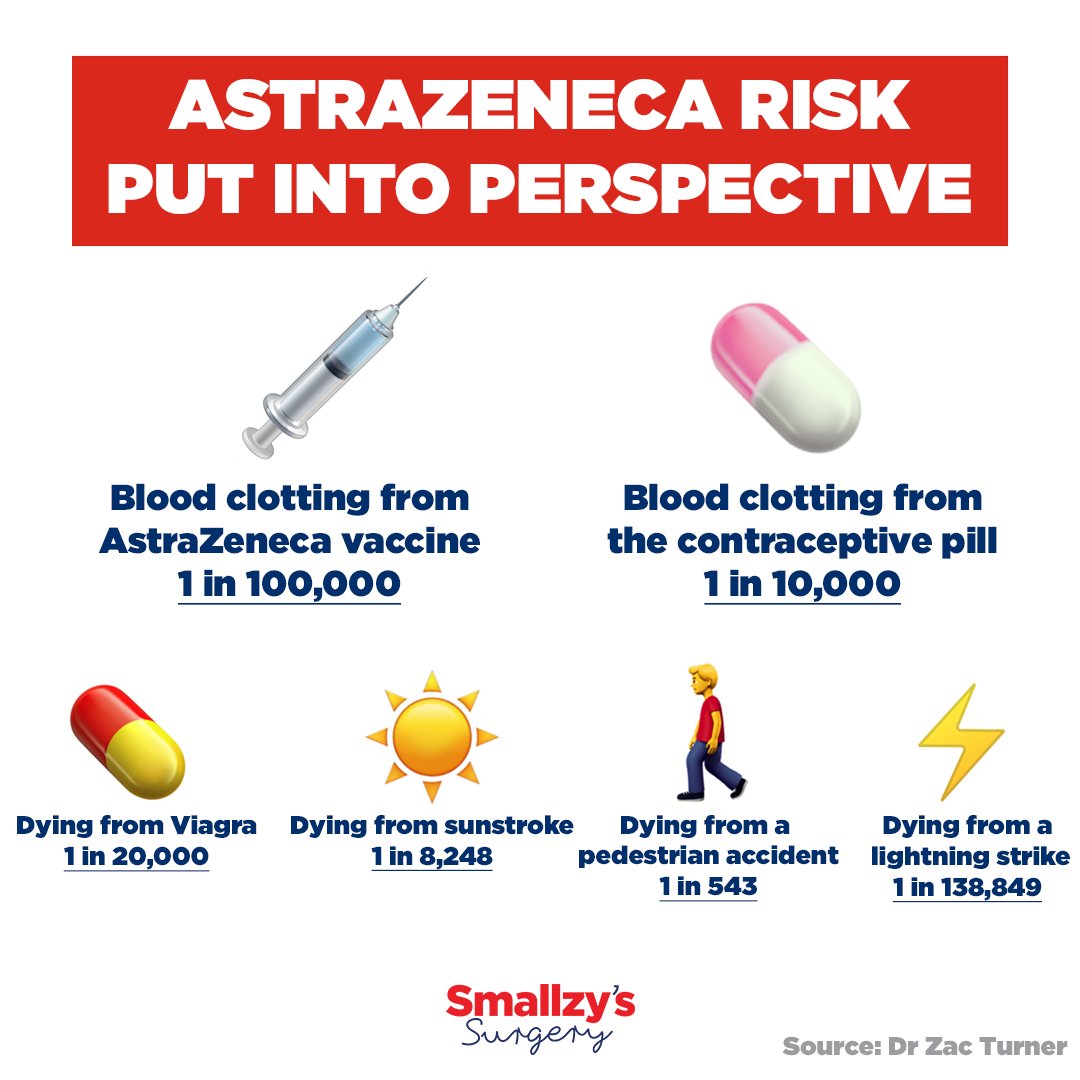 ASTRAZENECA RISK
PUT INTO PERSPECTIVE
Blood clotting from
AstraZeneca vaccine
1 in 100,000
Blood clotting from
the contraceptive pill
1 in 10,000
Dying from Viagra
1 in 20,000
Dying from sunstroke
1 in 8,248
Dying from a
pedestrian accident
1 in 543
Dying from a
lightning strike
1 in 138,849
Smallzy's
Surgery
Source: Dr Zac Turner